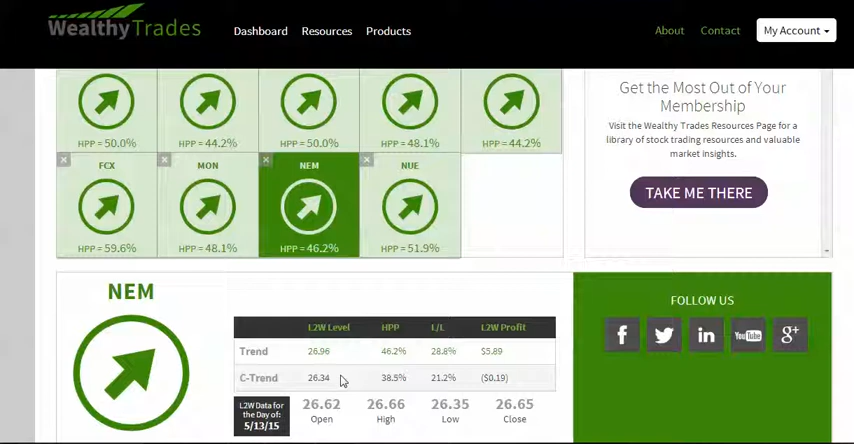 WealthyTrades
Dashboard Resources Products
About Contact My Account
HPP = 50.0% HPP = 44.2% HPP = 50.0% HPP = 48.1% HPP = 44.2%
FCX MON NEM NUE
HPP = 59.6% HPP = 48.1% HPP = 46.2% HPP = 51.9%
Get the Most Out of Your
Membership
Visit the Wealthy Trades Resources Page for a
library of stock trading resources and valuable
market insights.
TAKE ME THERE
NEM
L2W Level HPP L/L L2W Profit
Trend 26.96 46.2% 28.8% $5.89
C-Trend 26.34 38.5% 21.2% ($0.19)
L2W Data for
the Day of:
5/13/15
26.62 26.66 26.35 26.65
Open High Low Close
FOLLOW US
You Tube g+